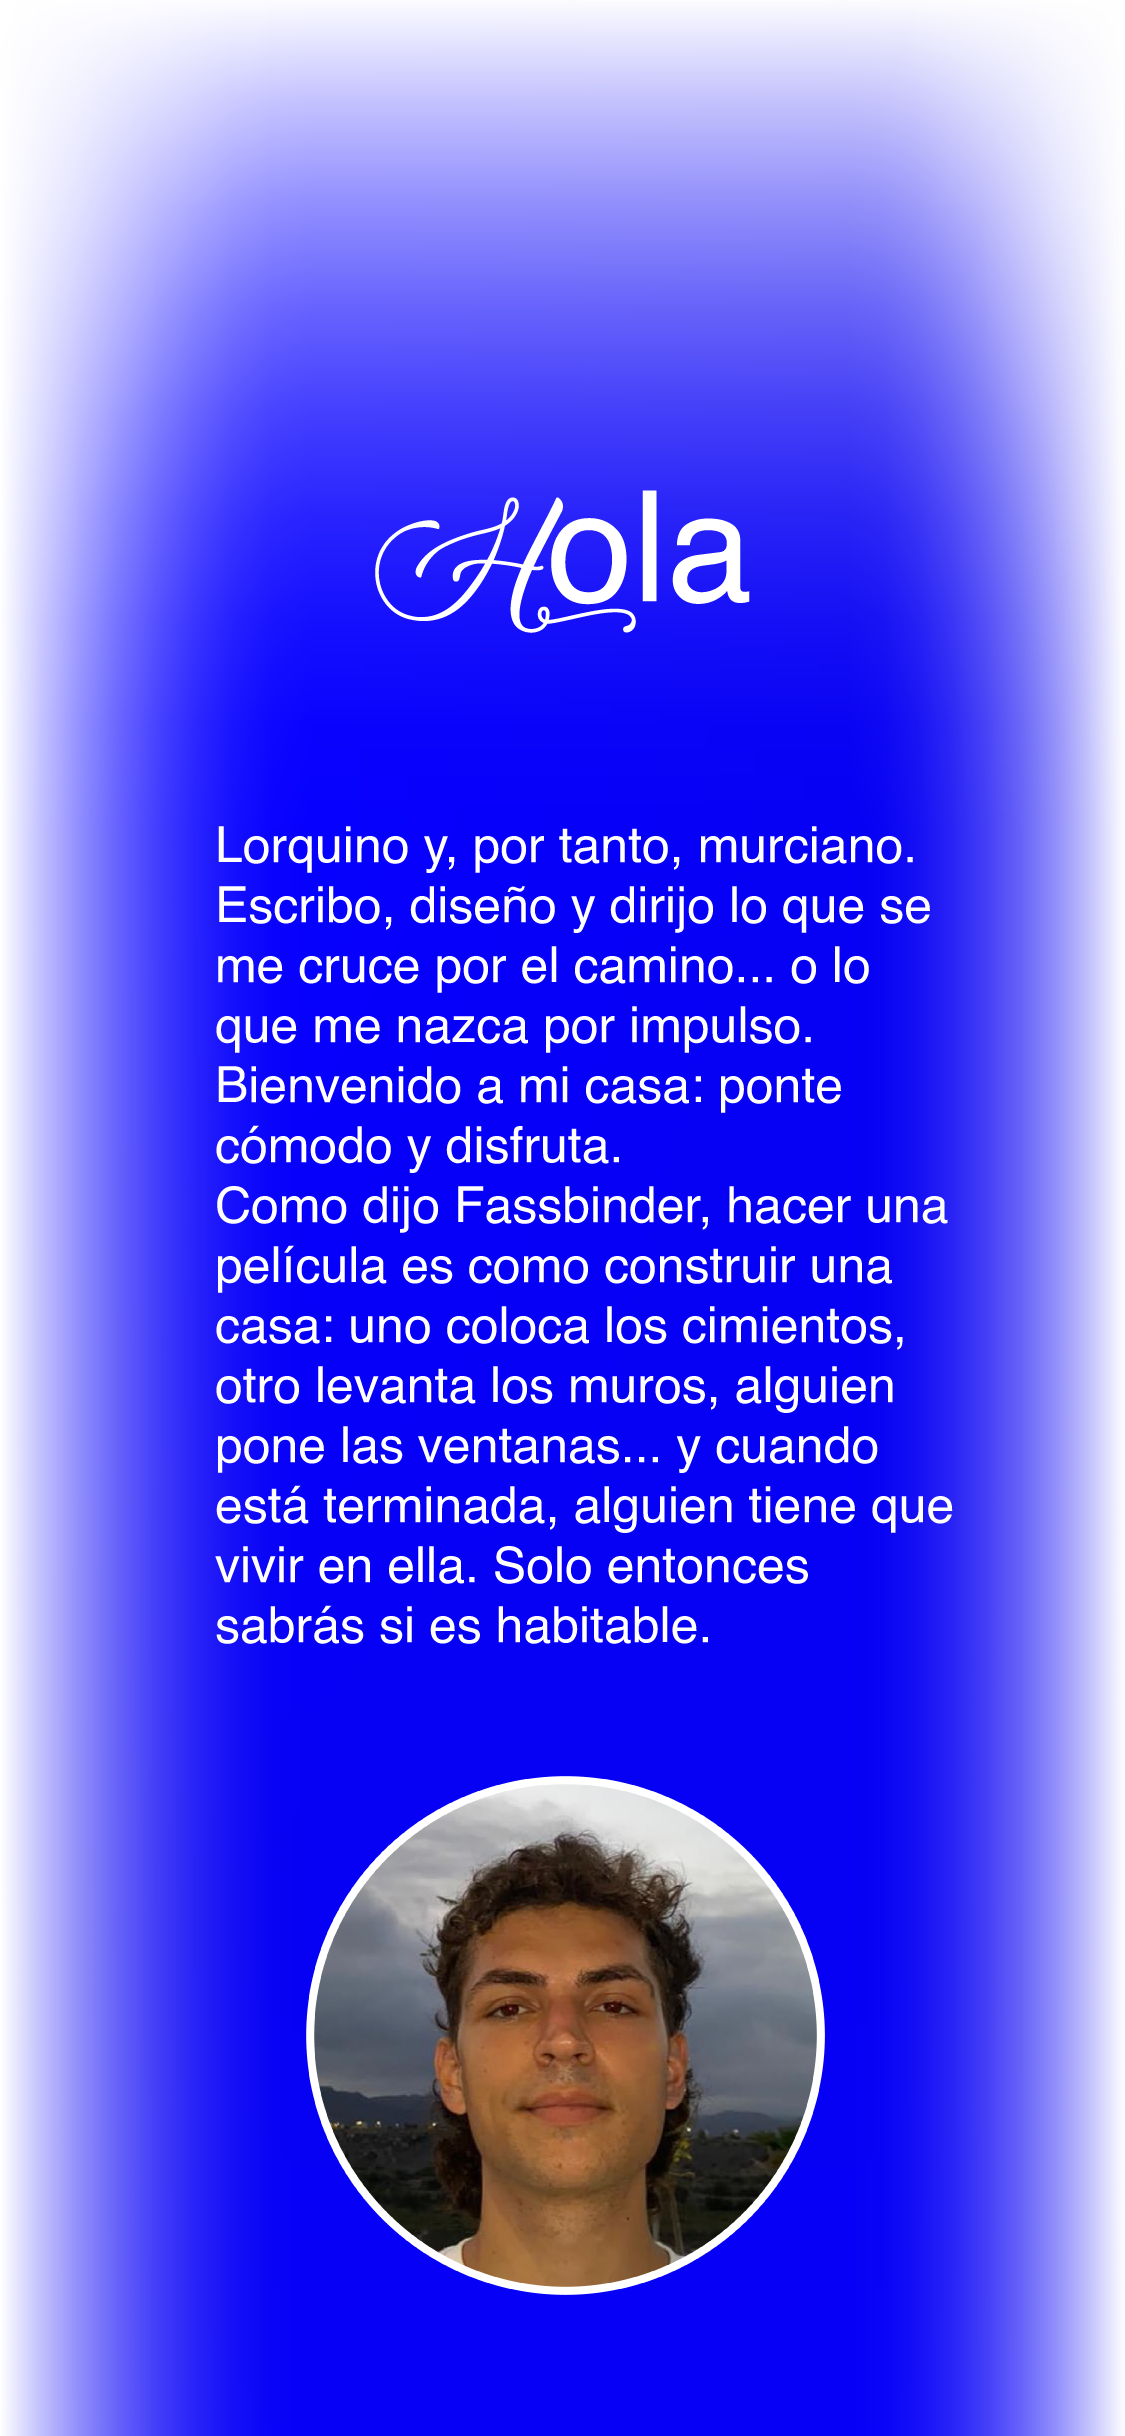 Hola
Lorquino y, por tanto, murciano.
Escribo, diseño y dirijo lo que se
me cruce por el camino... o lo
que me nazca por impulso.
Bienvenido a mi casa: ponte
cómodo y disfruta.
Como dijo Fassbinder, hacer una
película es como construir una
casa: uno coloca los cimientos,
otro levanta los muros, alguien
pone las ventanas... y cuando
está terminada, alguien tiene que
vivir en ella. Solo entonces
sabrás si es habitable.